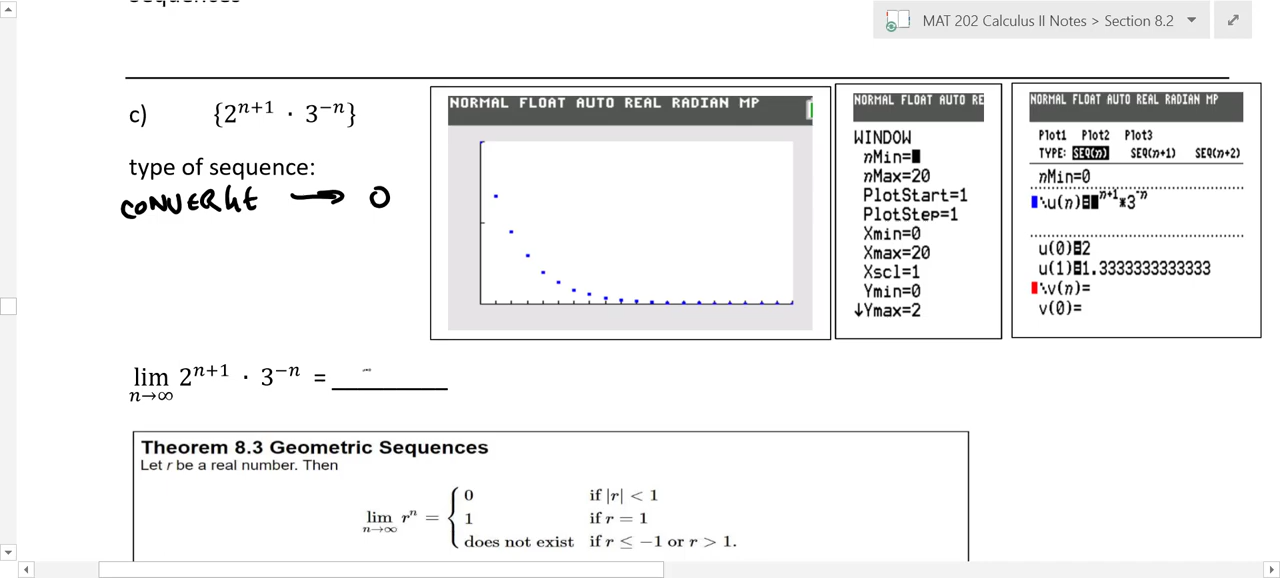 MAT 202 Calculus II Notes > Section 8.2
c) {2^{n+1} · 3^{−n}}
type of sequence:
CONVERGE → 0
NORMAL FLOAT AUTO REAL RADIAN MP
NORMAL FLOAT AUTO RE
WINDOW
nMin=
nMax=20
PlotStart=1
PlotStep=1
Xmin=0
Xmax=20
Xscl=1
Ymin=0
↓Ymax=2
NORMAL FLOAT AUTO REAL RADIAN MP
Plot1 Plot2 Plot3
TYPE: SEQ(n) SEQ(n+1) SEQ(n+2)
nMin=0
u(n)= ^{n+1}*3^{-n}
u(0)=2
u(1)=1.3333333333333
v(n)=
v(0)=
lim_{n→∞} 2^{n+1} · 3^{−n} =
Theorem 8.3 Geometric Sequences
Let r be a real number. Then
0 if |r| < 1
lim_{n→∞} r^n = { 1 if r = 1
does not exist if r ≤ −1 or r > 1.